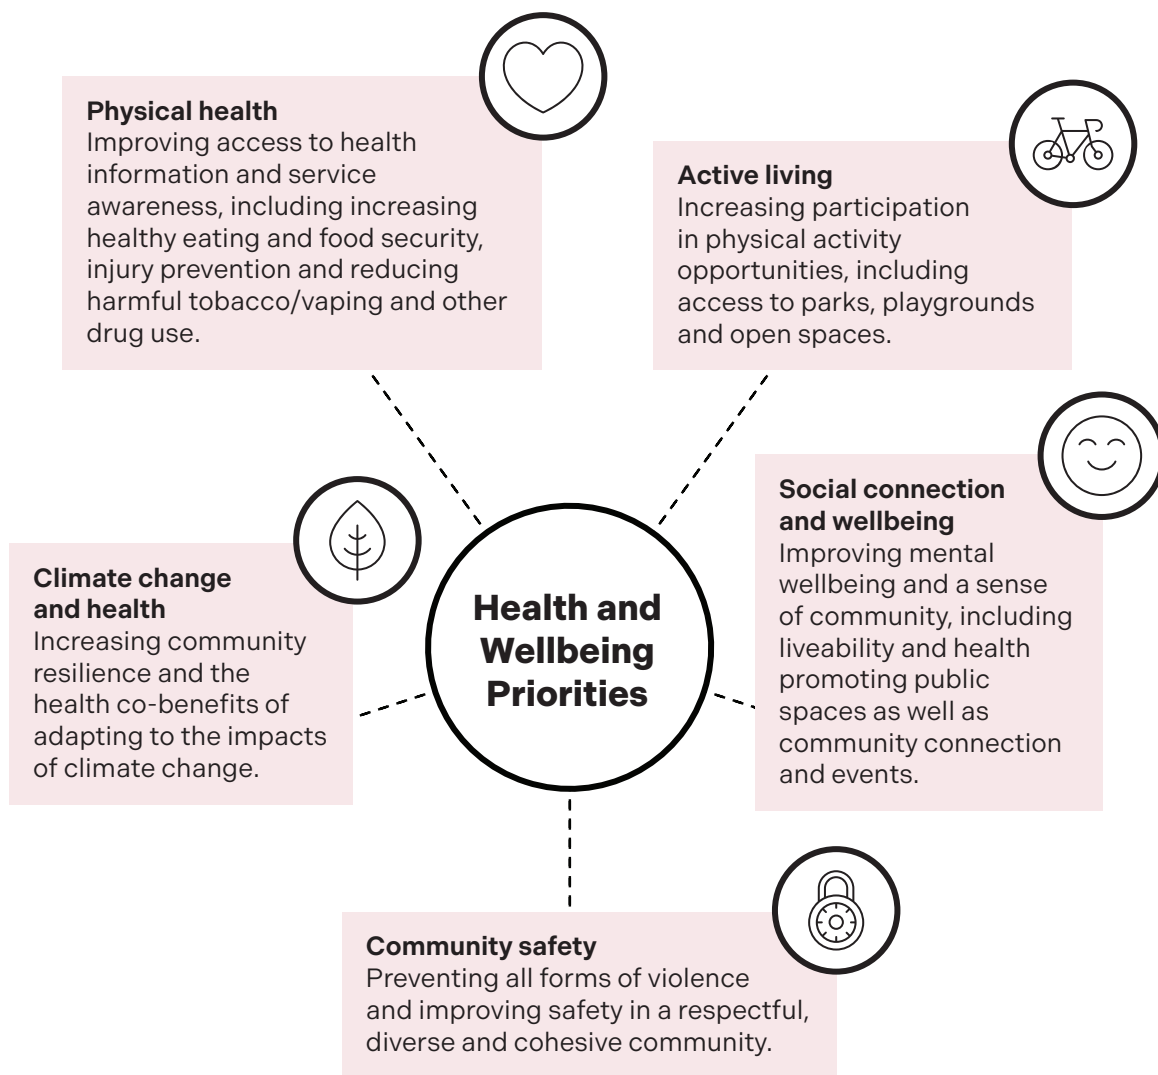 Physical health
Improving access to health
information and service
awareness, including increasing
healthy eating and food security,
injury prevention and reducing
harmful tobacco/vaping and other
drug use.
Active living
Increasing participation
in physical activity
opportunities, including
access to parks, playgrounds
and open spaces.
Social connection
and wellbeing
Improving mental
wellbeing and a sense
of community, including
liveability and health
promoting public
spaces as well as
community connection
and events.
Climate change
and health
Increasing community
resilience and the
health co-benefits of
adapting to the impacts
of climate change.
Health and
Wellbeing
Priorities
Community safety
Preventing all forms of violence
and improving safety in a respectful,
diverse and cohesive community.